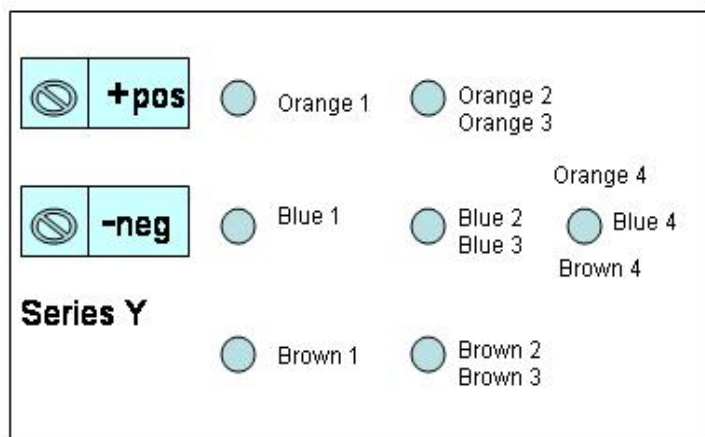 +pos
Orange 1
Orange 2
Orange 3
Orange 4
-neg
Blue 1
Blue 2
Blue 3
Blue 4
Brown 4
Series Y
Brown 1
Brown 2
Brown 3